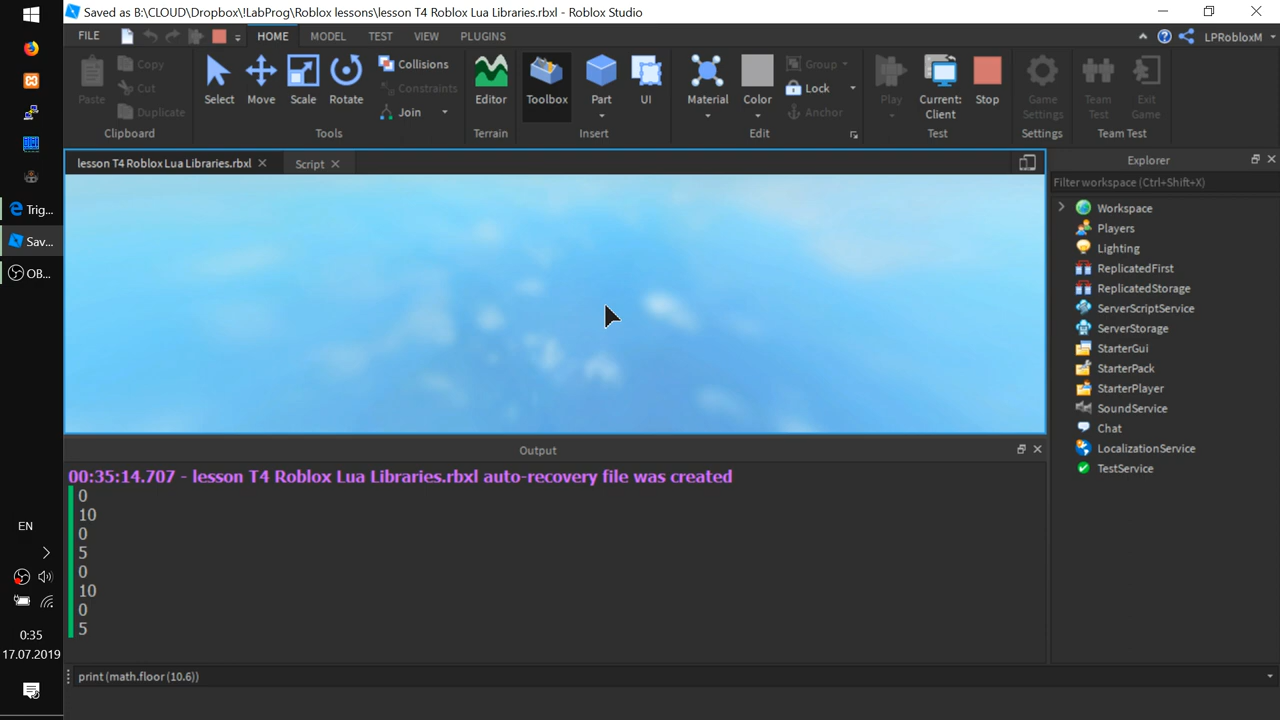 Saved as B:\CLOUD\Dropbox\!LabProg\Roblox lessons\lesson T4 Roblox Lua Libraries.rbxl - Roblox Studio
FILE HOME MODEL TEST VIEW PLUGINS LPRobloxM
Paste Copy Cut Duplicate
Select Move Scale Rotate
Collisions Constraints Join
Editor Toolbox Part UI
Material Color Group Lock Anchor
Play Current: Client Stop
Game Settings Team Test Exit Game
Clipboard Tools Terrain Insert Edit Test Settings Team Test
Trig...
Sav...
OB...
EN
0:35
17.07.2019
lesson T4 Roblox Lua Libraries.rbxl Script
Output
00:35:14.707 - lesson T4 Roblox Lua Libraries.rbxl auto-recovery file was created
0
10
0
5
0
10
0
5
print (math.floor (10.6))
Explorer
Filter workspace (Ctrl+Shift+X)
Workspace
Players
Lighting
ReplicatedFirst
ReplicatedStorage
ServerScriptService
ServerStorage
StarterGui
StarterPack
StarterPlayer
SoundService
Chat
LocalizationService
TestService